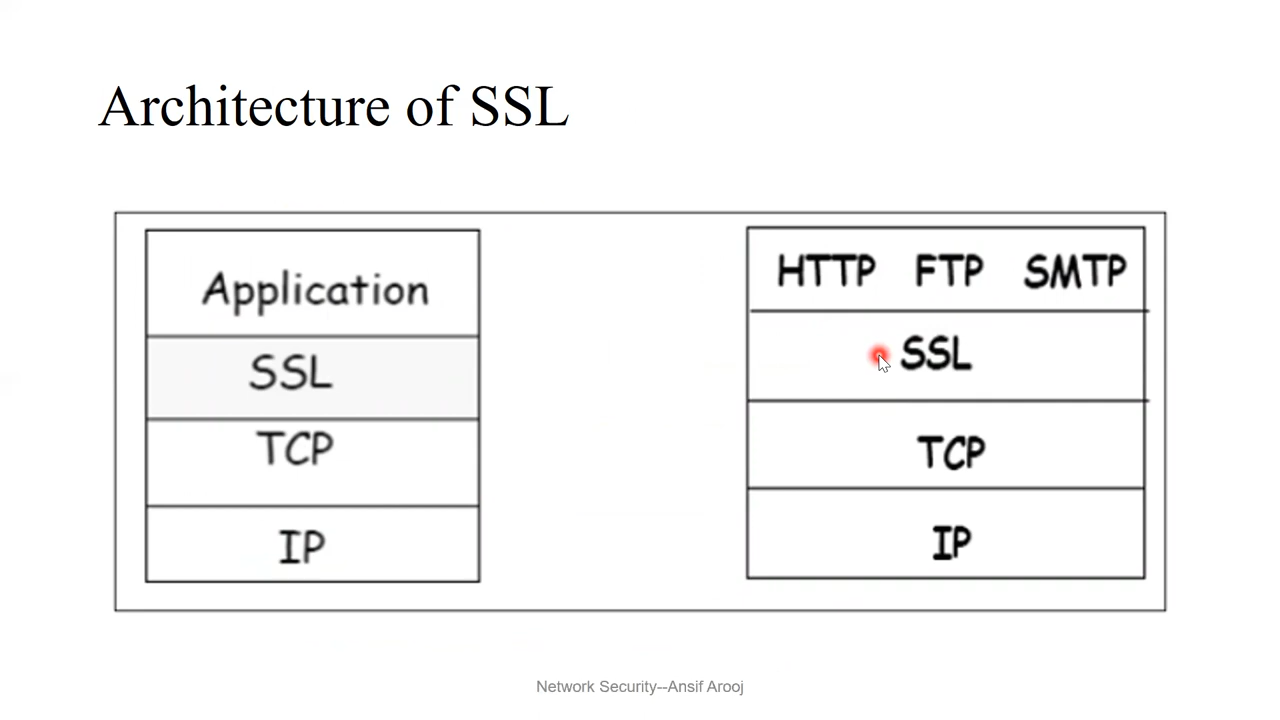 Architecture of SSL
Application
SSL
TCP
IP
HTTP FTP SMTP
SSL
TCP
IP
Network Security--Ansif Arooj